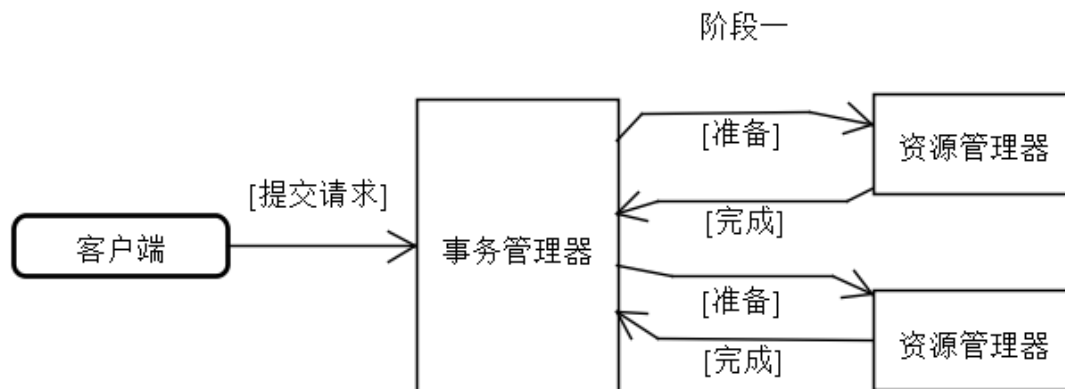 阶段一
[准备]
资源管理器
[提交请求]
[完成]
客户端
事务管理器
[准备]
[完成]
资源管理器